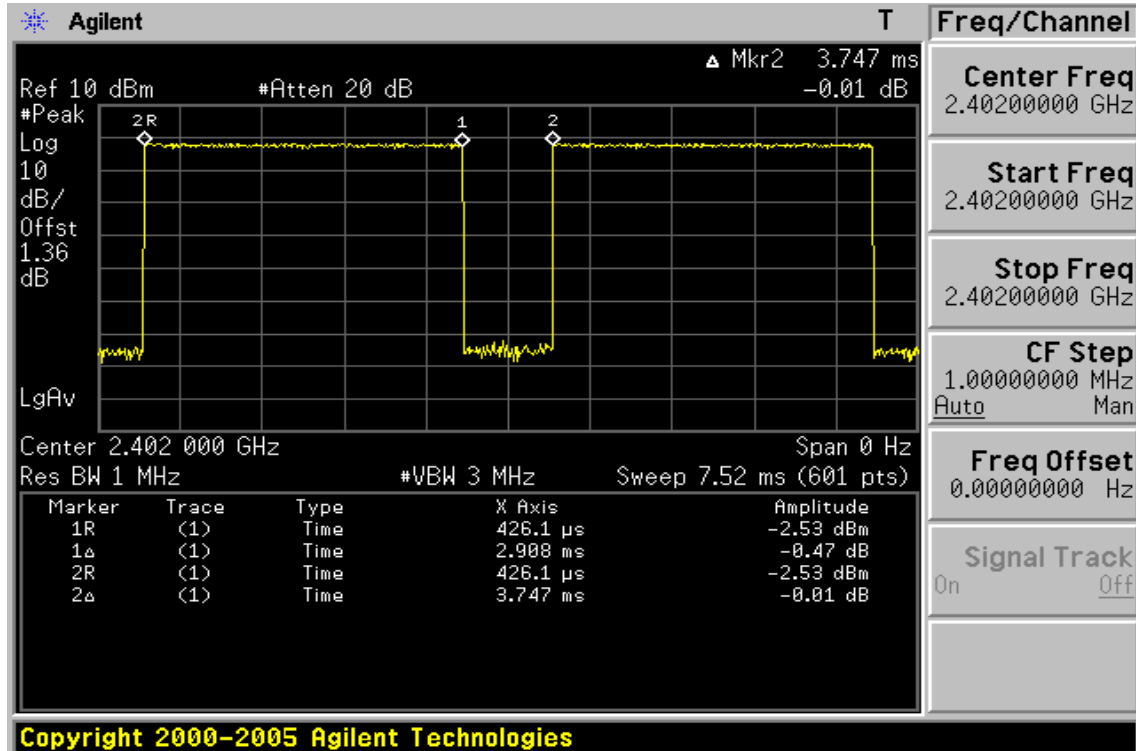 Agilent T Freq/Channel
▵ Mkr2 3.747 ms
Ref 10 dBm #Atten 20 dB -0.01 dB
#Peak
Log
10
dB/
Offst
1.36
dB
LgAv
2R 1 2
Center 2.402 000 GHz Span 0 Hz
Res BW 1 MHz #VBW 3 MHz Sweep 7.52 ms (601 pts)
Marker Trace Type X Axis Amplitude
1R (1) Time 426.1 µs -2.53 dBm
1▵ (1) Time 2.908 ms -0.47 dB
2R (1) Time 426.1 µs -2.53 dBm
2▵ (1) Time 3.747 ms -0.01 dB
Center Freq
2.40200000 GHz
Start Freq
2.40200000 GHz
Stop Freq
2.40200000 GHz
CF Step
1.00000000 MHz
Auto Man
Freq Offset
0.00000000 Hz
Signal Track
On Off
Copyright 2000-2005 Agilent Technologies